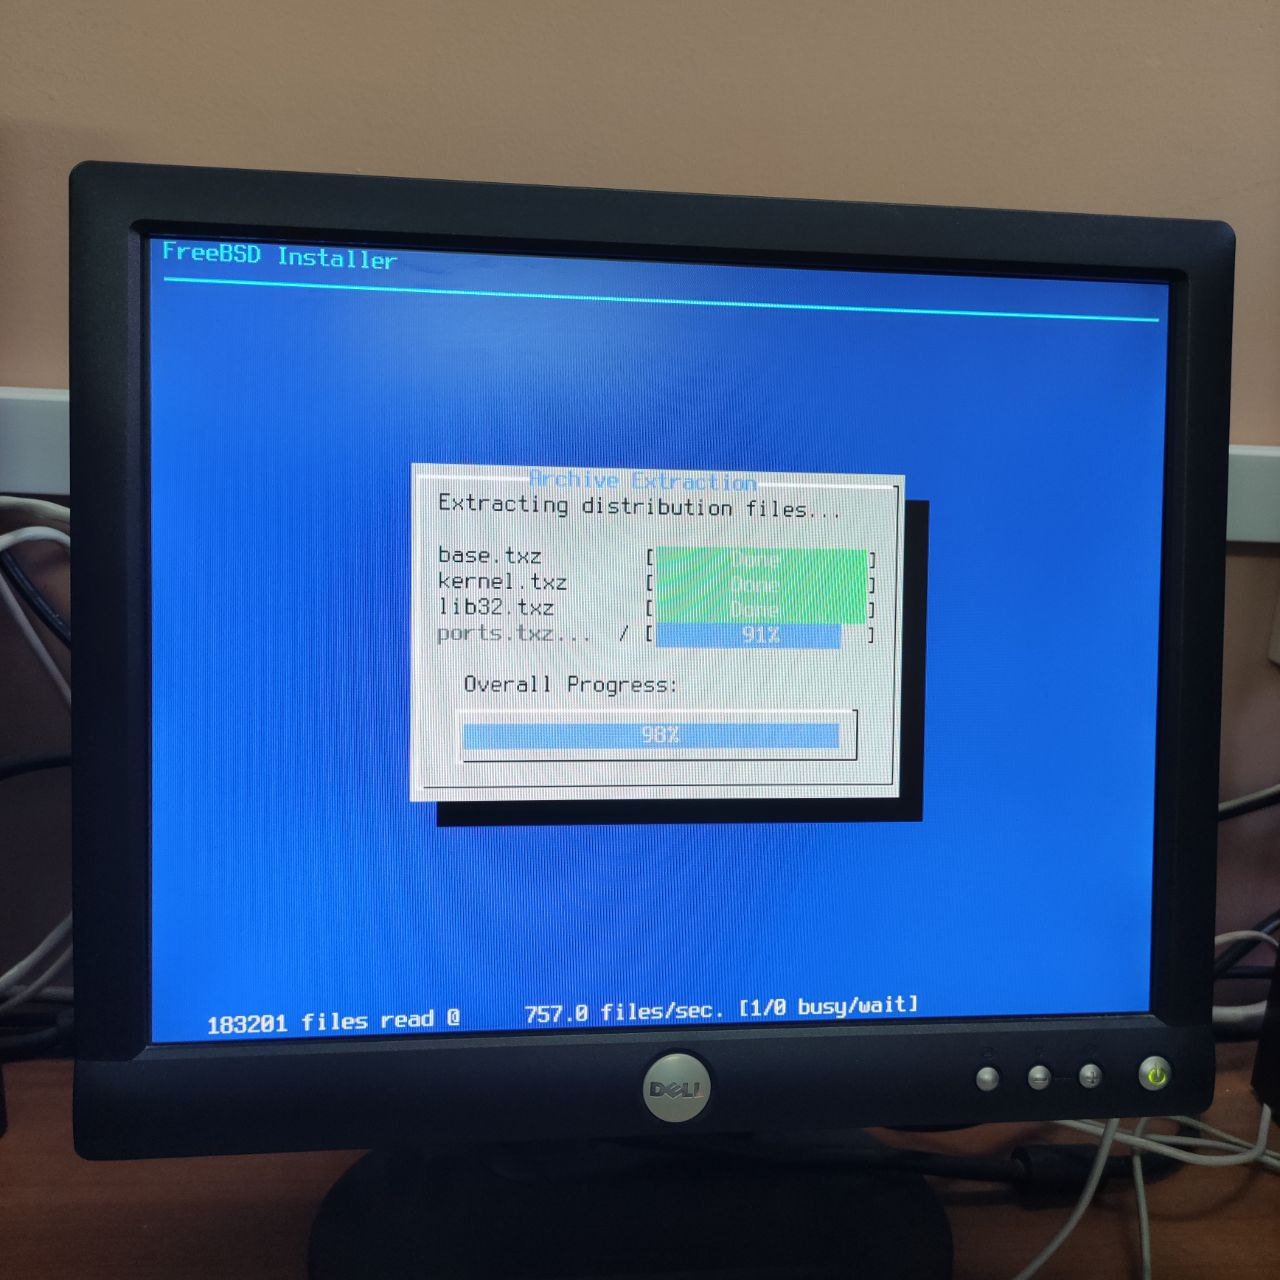 FreeBSD Installer
Archive Extraction
Extracting distribution files...
base.txz [ Done ]
kernel.txz [ Done ]
lib32.txz [ Done ]
ports.txz... / [ 91% ]
Overall Progress:
98%
183201 files read @ 757.0 files/sec. [1/0 busy/wait]
DELL